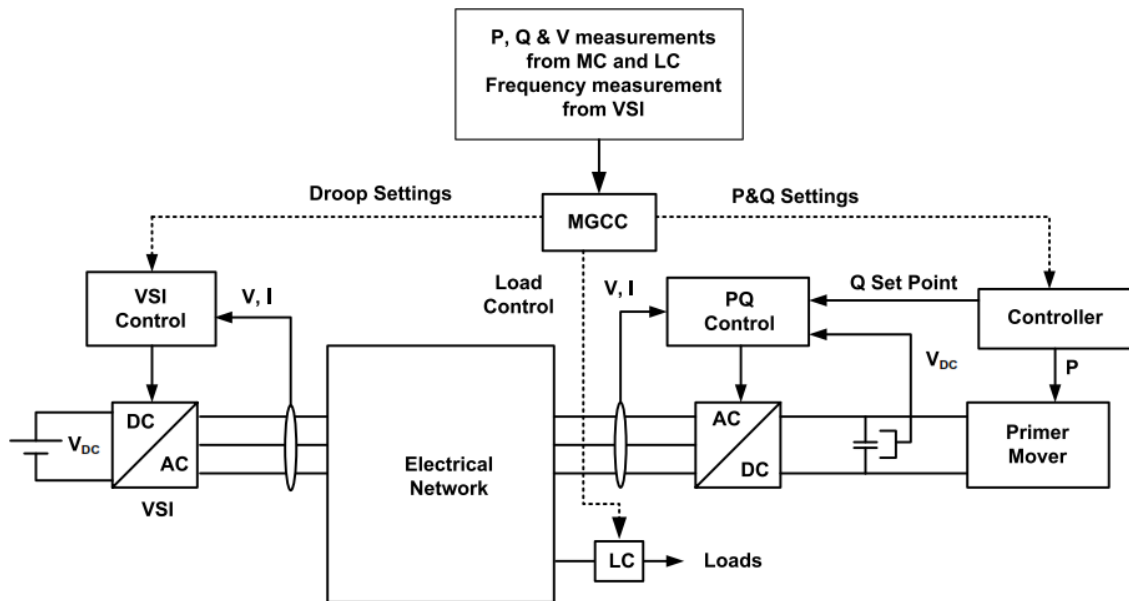 P, Q & V measurements
from MC and LC
Frequency measurement
from VSI
Droop Settings
P&Q Settings
MGCC
VSI
Control
V, I
Load
Control
V, I
PQ
Control
Q Set Point
Controller
V_DC
P
V_DC
DC
AC
VSI
Electrical
Network
AC
DC
Primer
Mover
LC
Loads